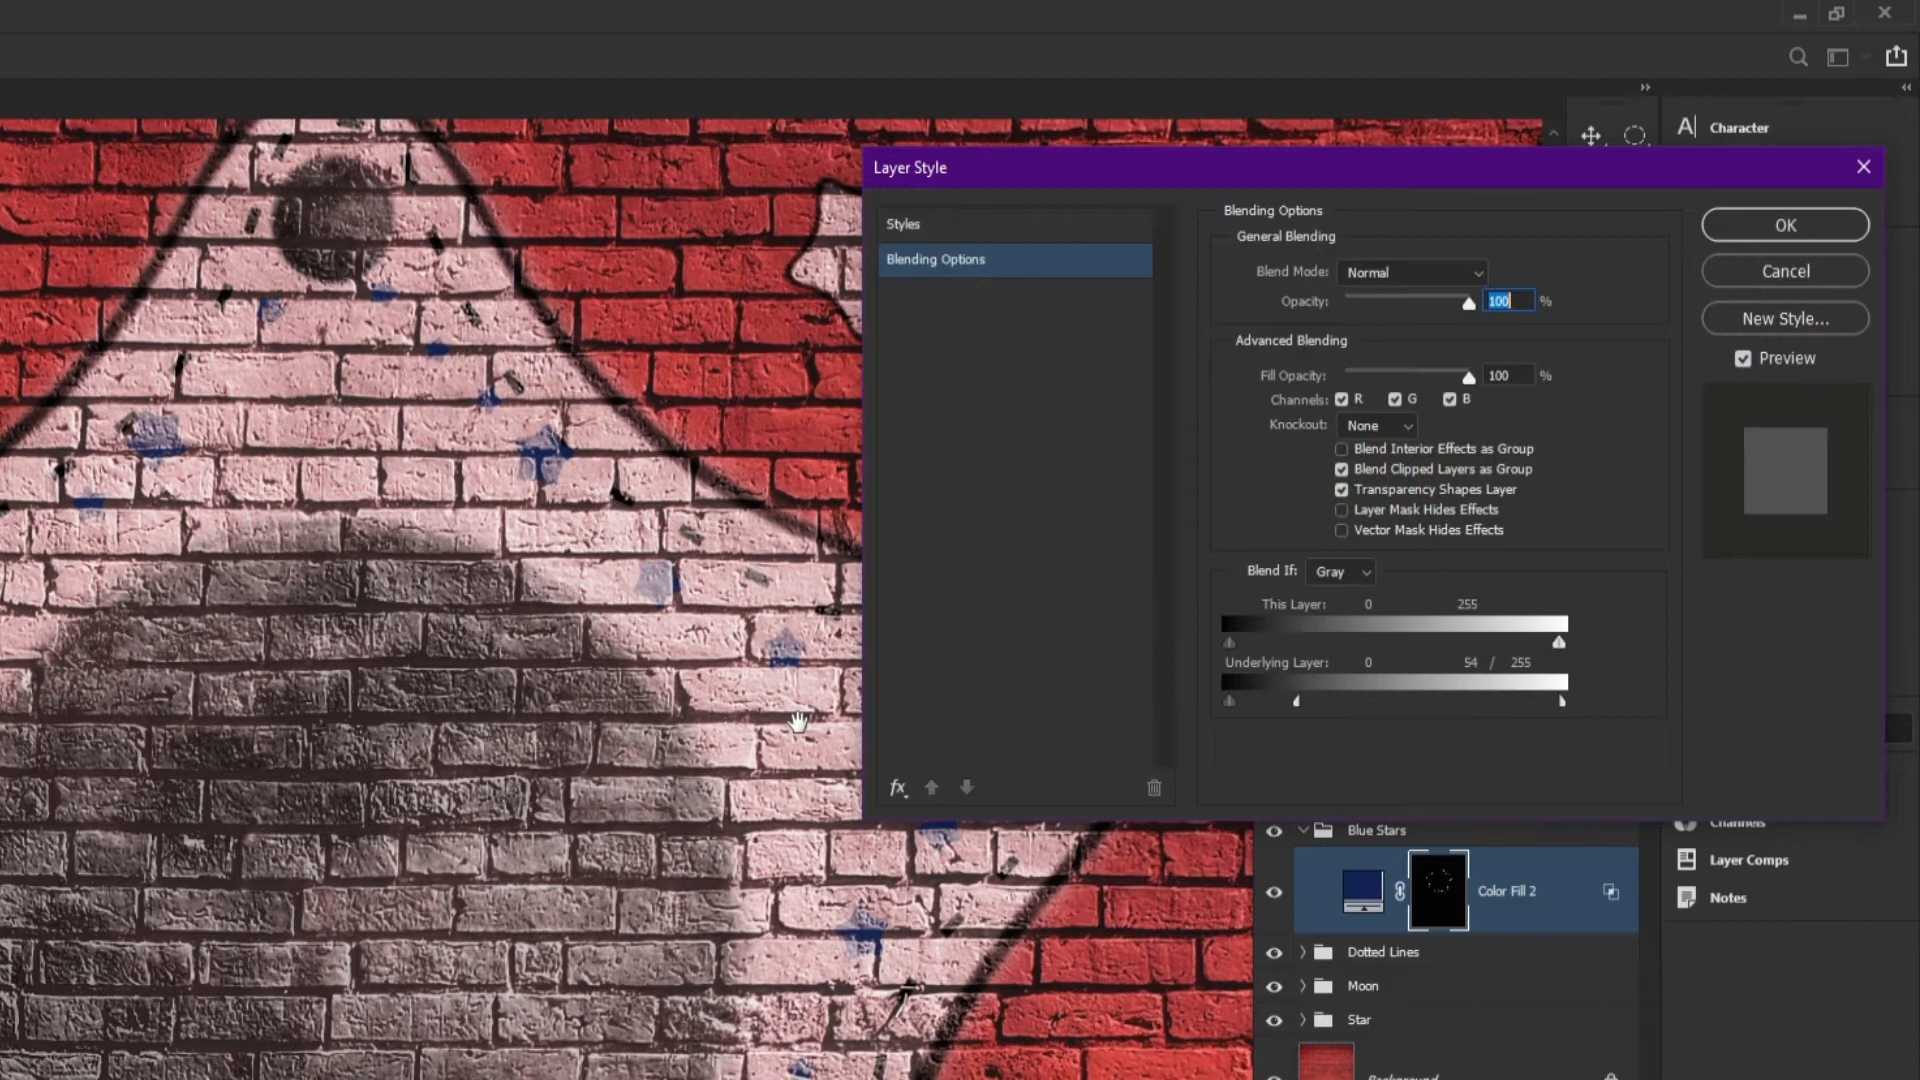 Character
Layer Style
Styles
Blending Options
Blending Options
General Blending
Blend Mode: Normal
Opacity: 100 %
Advanced Blending
Fill Opacity: 100 %
Channels: R G B
Knockout: None
Blend Interior Effects as Group
Blend Clipped Layers as Group
Transparency Shapes Layer
Layer Mask Hides Effects
Vector Mask Hides Effects
Blend If: Gray
This Layer: 0 255
Underlying Layer: 0 54 / 255
fx
OK
Cancel
New Style...
Preview
Blue Stars
Color Fill 2
Dotted Lines
Moon
Star
Background
Channels
Layer Comps
Notes